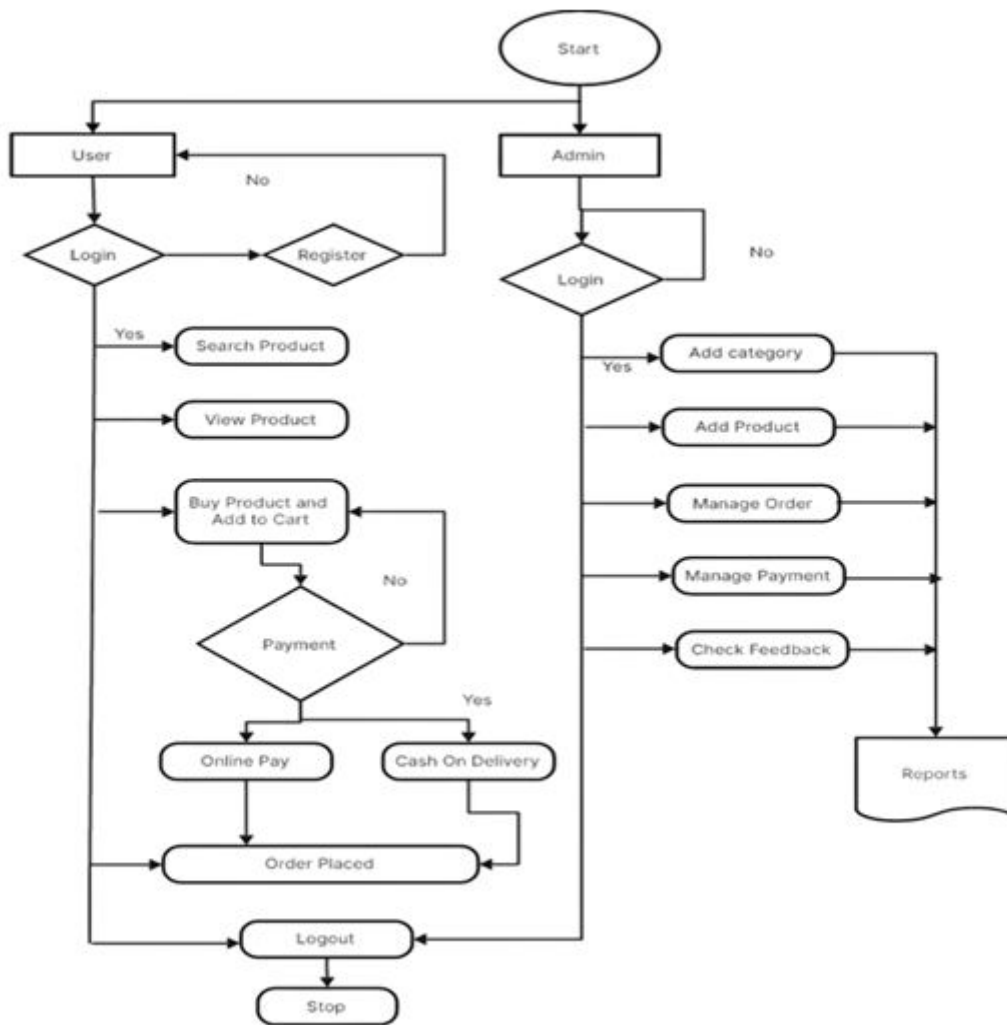 Start
User
Admin
No
Login
Register
Login
No
Yes
Search Product
Yes
Add category
View Product
Add Product
Buy Product and
Add to Cart
Manage Order
No
Manage Payment
Payment
Check Feedback
Yes
Online Pay
Cash On Delivery
Reports
Order Placed
Logout
Stop